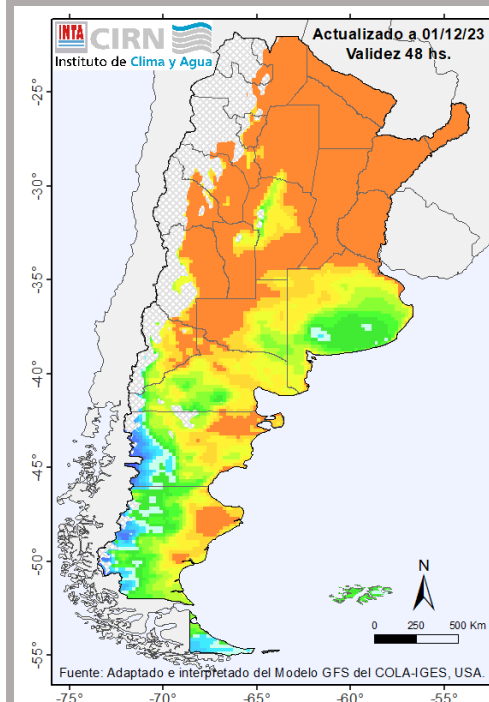 INTA CIRN
Instituto de Clima y Agua
Actualizado a 01/12/23
Validez 48 hs.
-25°
-30°
-35°
-40°
-45°
-50°
-55°
N
0 250 500 Km
Fuente: Adaptado e interpretado del Modelo GFS del COLA-IGES, USA.
-75° -70° -65° -60° -55°